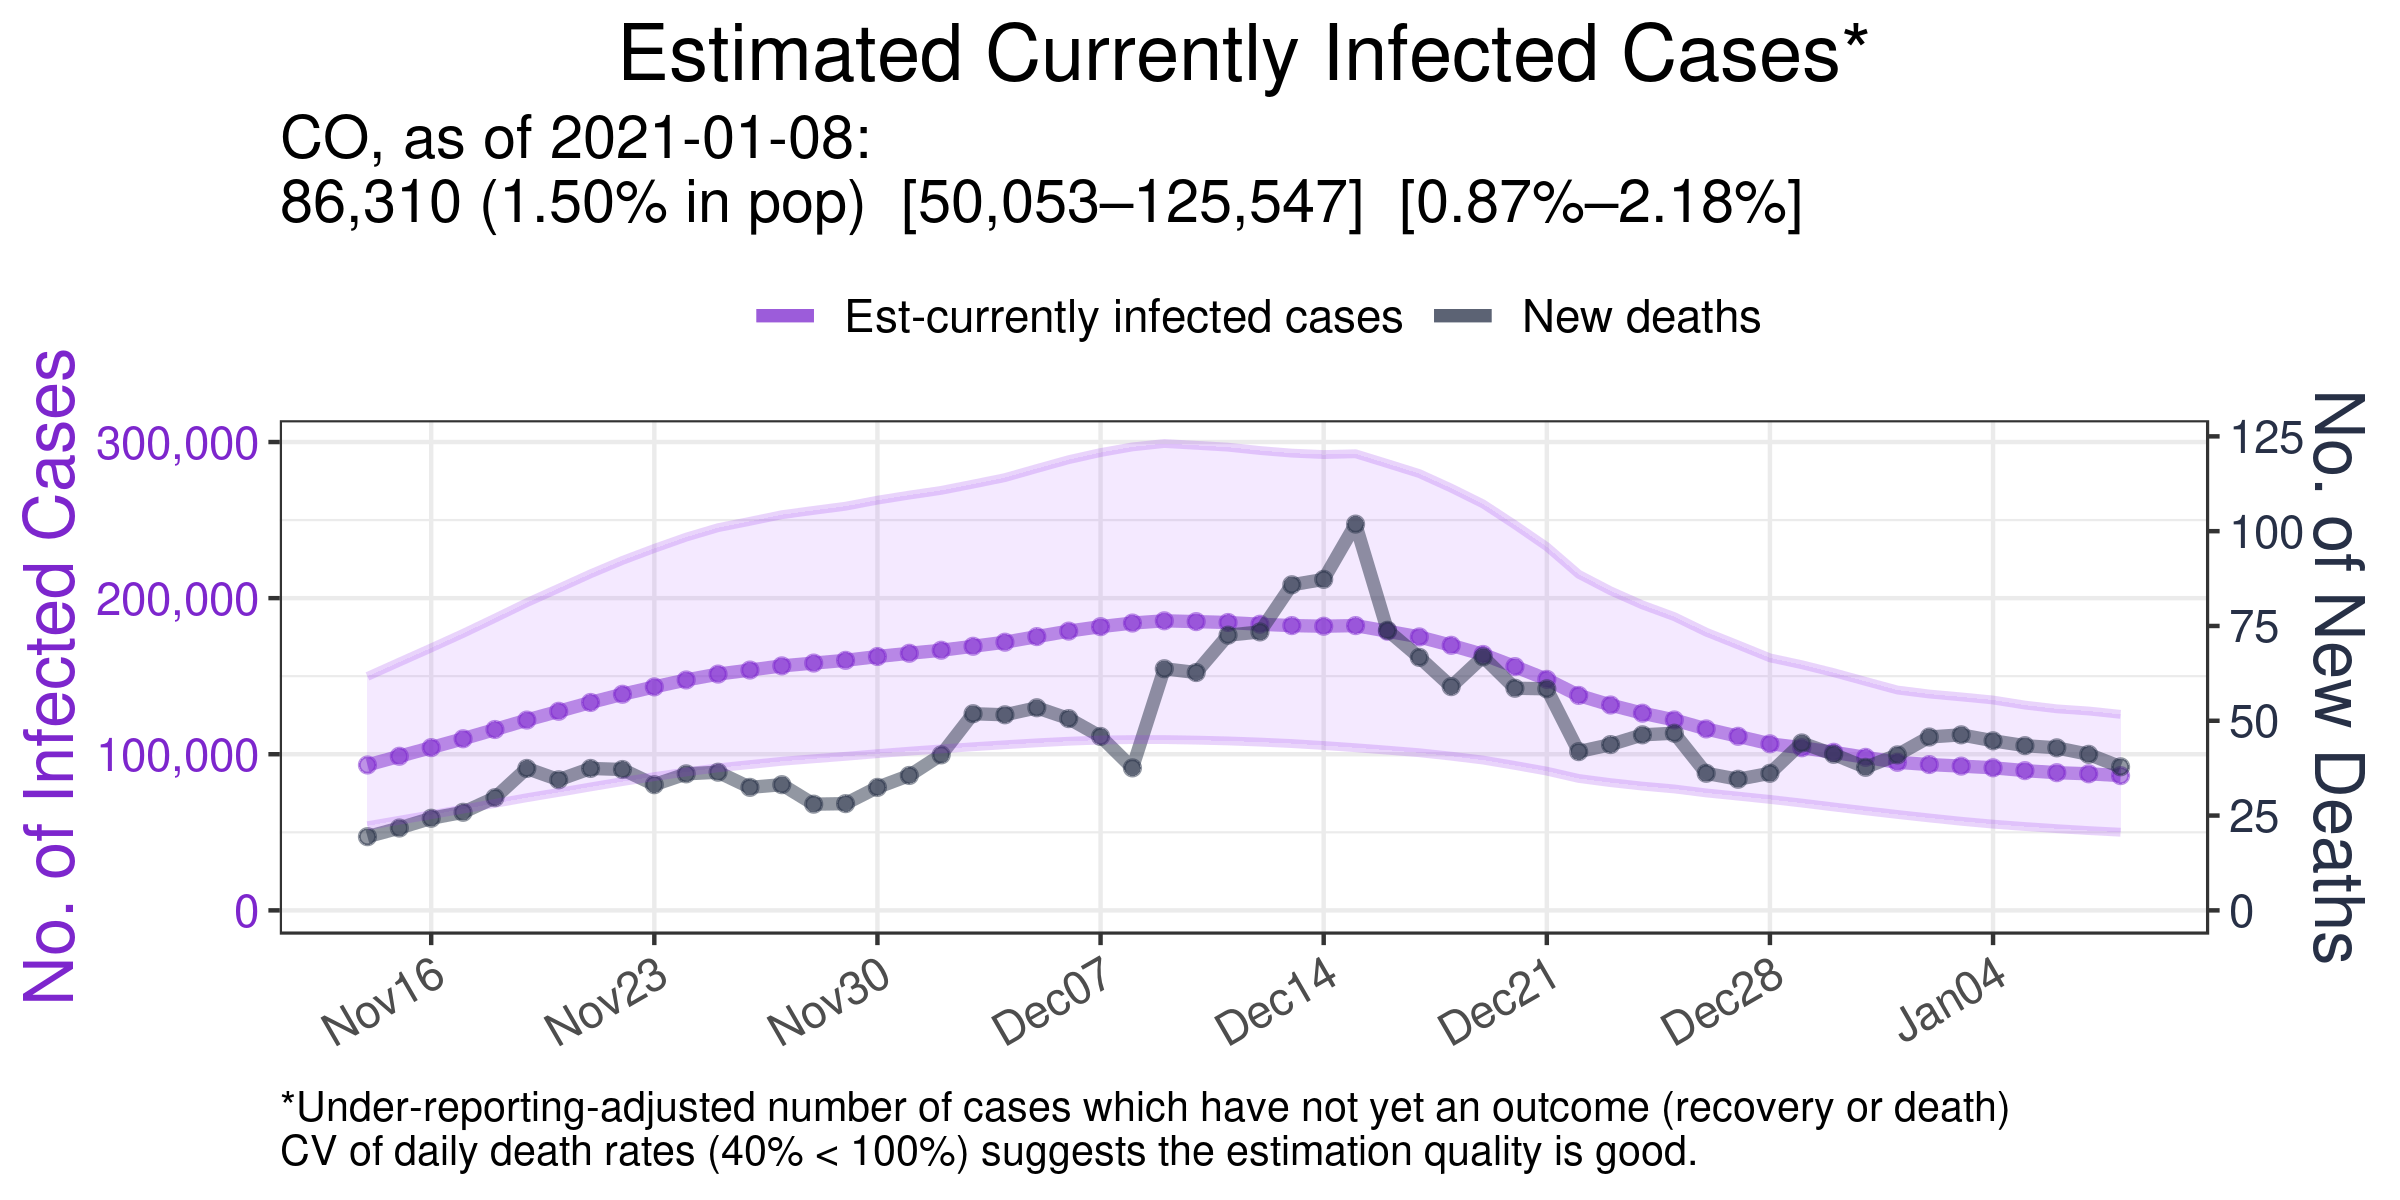 Estimated Currently Infected Cases*
CO, as of 2021-01-08:
86,310 (1.50% in pop)  [50,053–125,547]  [0.87%–2.18%]
Est-currently infected cases
New deaths
No. of Infected Cases
300,000
200,000
100,000
0
125
100
75
50
25
0
No. of New Deaths
Nov16
Nov23
Nov30
Dec07
Dec14
Dec21
Dec28
Jan04
*Under-reporting-adjusted number of cases which have not yet an outcome (recovery or death)
CV of daily death rates (40% < 100%) suggests the estimation quality is good.